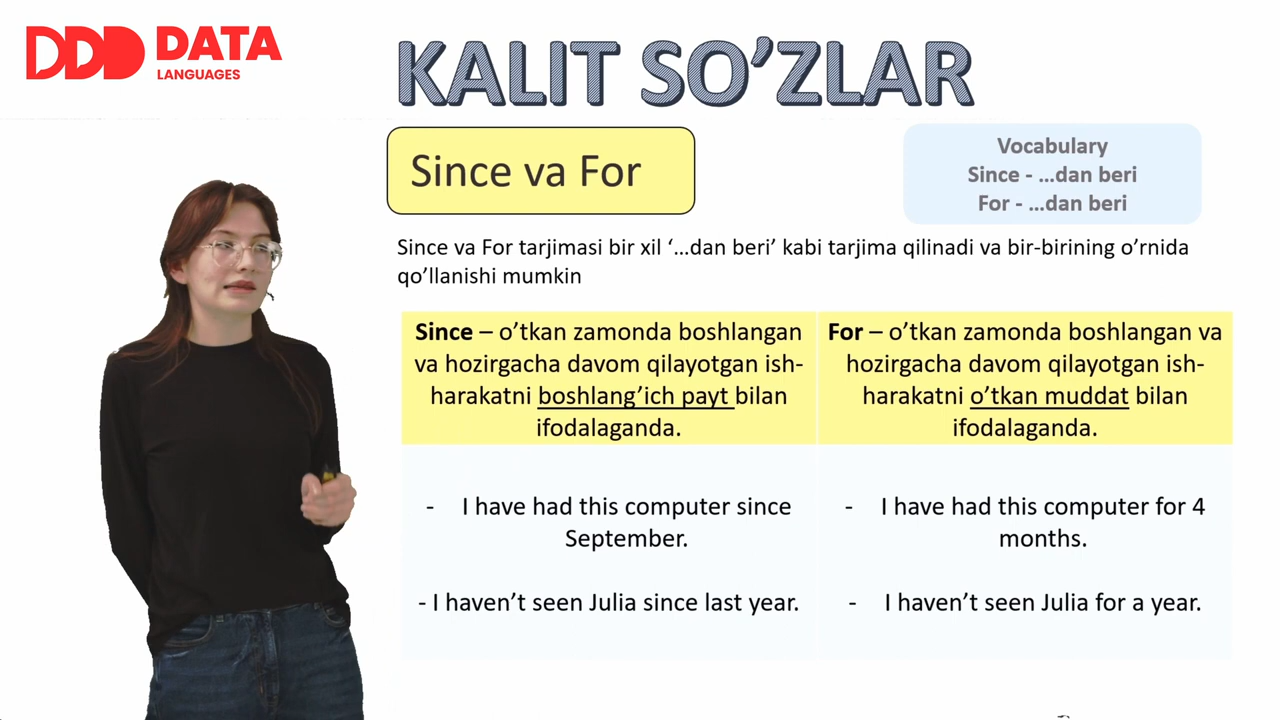 DATA
LANGUAGES
KALIT SO’ZLAR
Since va For
Vocabulary
Since - ...dan beri
For - ...dan beri
Since va For tarjimasi bir xil ‘...dan beri’ kabi tarjima qilinadi va bir-birining o’rnida
qo’llanishi mumkin
Since – o’tkan zamonda boshlangan
va hozirgacha davom qilayotgan ish-
harakatni boshlang’ich payt bilan
ifodalaganda.
For – o’tkan zamonda boshlangan va
hozirgacha davom qilayotgan ish-
harakatni o’tkan muddat bilan
ifodalaganda.
- I have had this computer since
September.
- I haven’t seen Julia since last year.
- I have had this computer for 4
months.
- I haven’t seen Julia for a year.